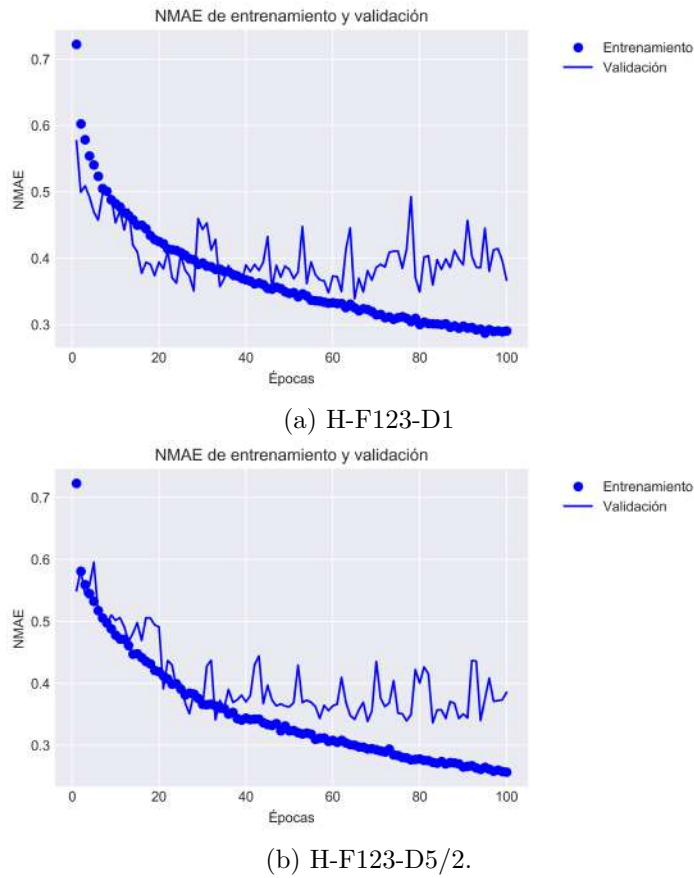 NMAE de entrenamiento y validación
Entrenamiento
Validación
0.7
0.6
0.5
0.4
0.3
NMAE
0 20 40 60 80 100
Épocas
(a) H-F123-D1
NMAE de entrenamiento y validación
Entrenamiento
Validación
0.7
0.6
0.5
0.4
0.3
NMAE
0 20 40 60 80 100
Épocas
(b) H-F123-D5/2.